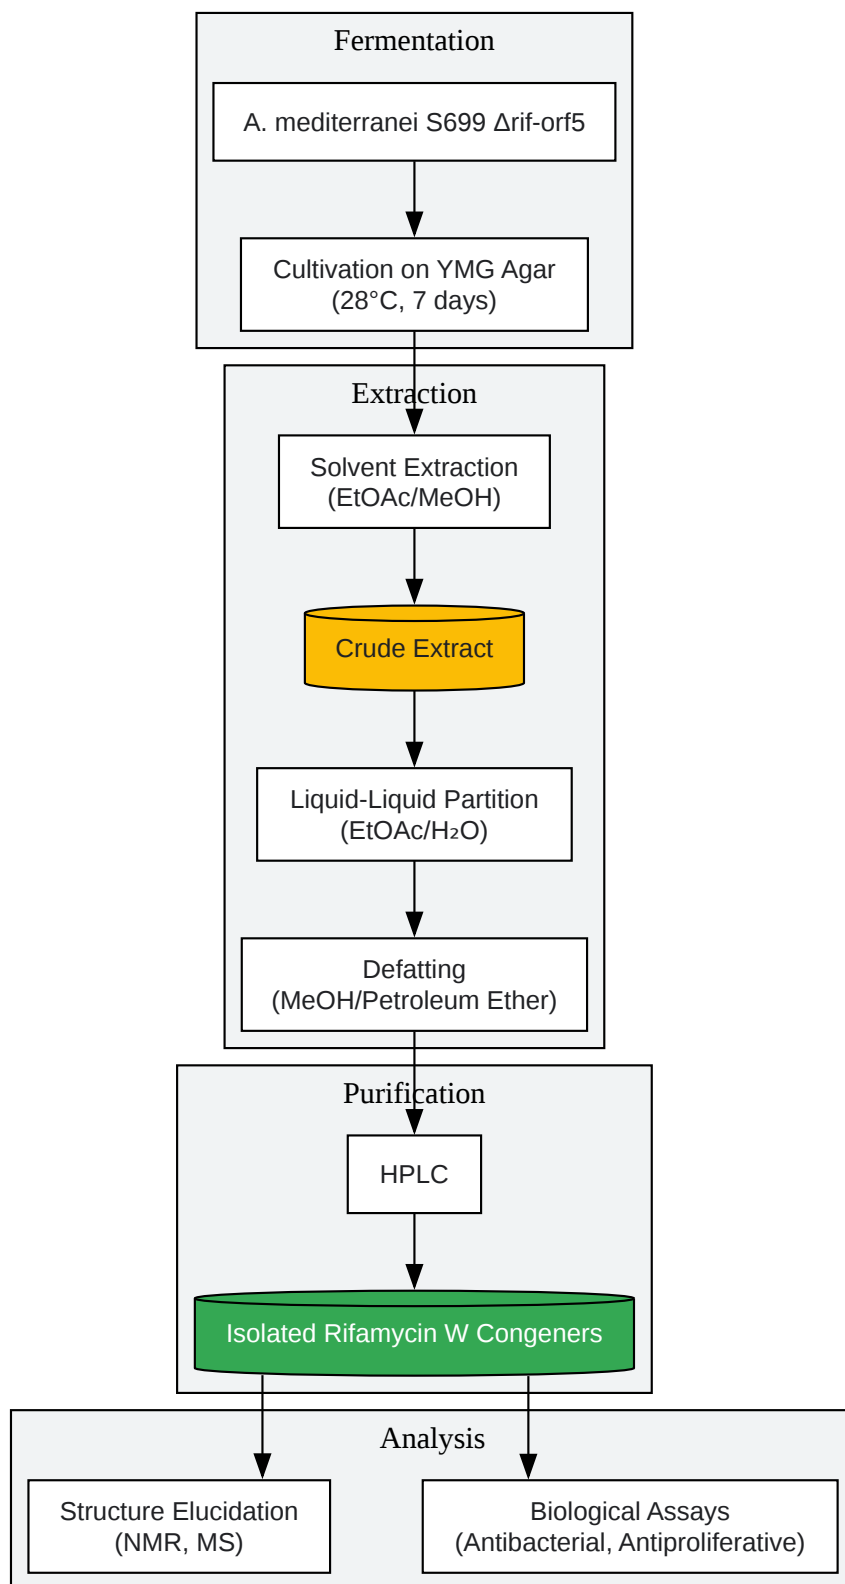 Fermentation
A. mediterranei S699 Δrif-orf5
Cultivation on YMG Agar
(28°C, 7 days)
Extraction
Solvent Extraction
(EtOAc/MeOH)
Crude Extract
Liquid-Liquid Partition
(EtOAc/H₂O)
Defatting
(MeOH/Petroleum Ether)
Purification
HPLC
Isolated Rifamycin W Congeners
Analysis
Structure Elucidation
(NMR, MS)
Biological Assays
(Antibacterial, Antiproliferative)